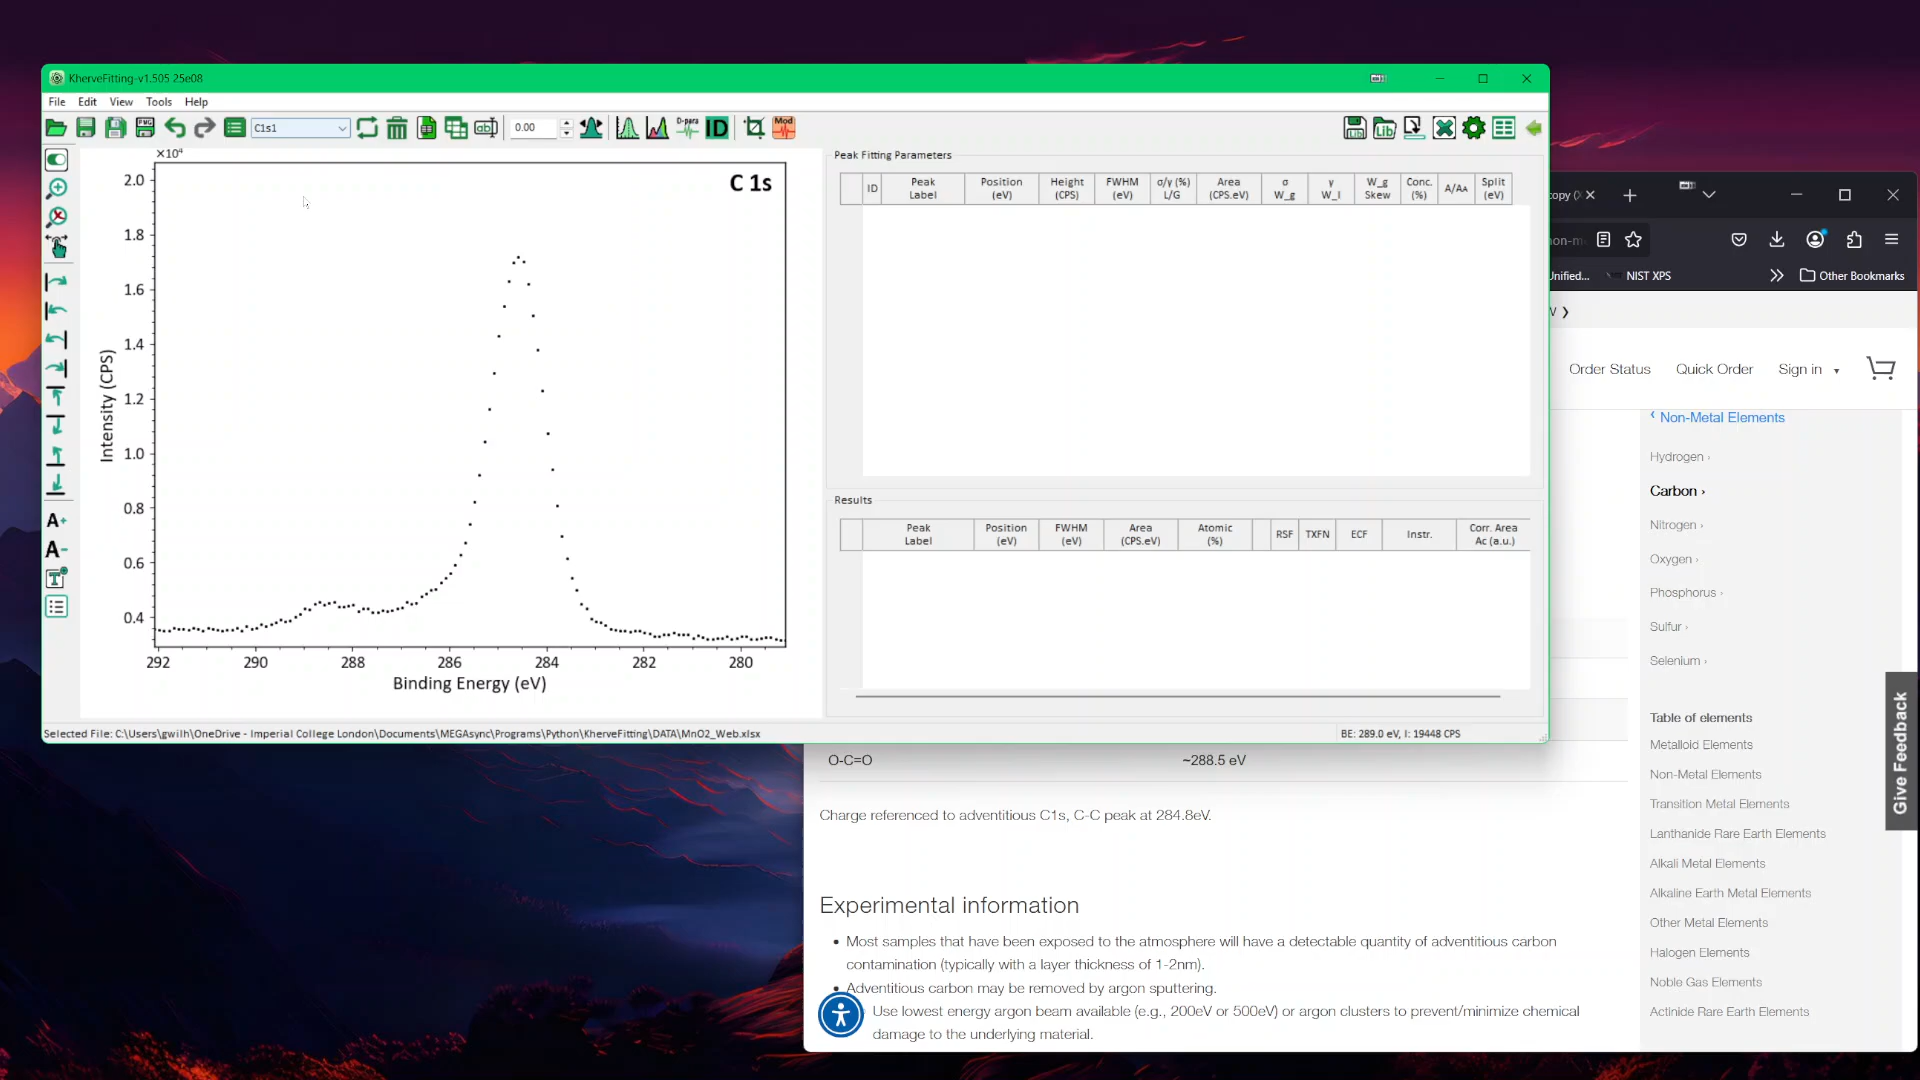 KherveFitting-v1.505 25e08
File Edit View Tools Help
C1s1
0.00
D-para
ID
Mod
Lib
A+
A-
T
×10⁴
C 1s
2.0
1.8
1.6
1.4
1.2
1.0
0.8
0.6
0.4
Intensity (CPS)
292 290 288 286 284 282 280
Binding Energy (eV)
Peak Fitting Parameters
ID Peak Label Position (eV) Height (CPS) FWHM (eV) σ/γ (%) L/G Area (CPS.eV) σ W_g γ W_l W_g Skew Conc. (%) A/AA Split (eV)
Results
Peak Label Position (eV) FWHM (eV) Area (CPS.eV) Atomic (%) RSF TXFN ECF Instr. Corr. Area Ac (a.u.)
Selected File: C:\Users\gwilh\OneDrive - Imperial College London\Documents\MEGAsync\Programs\Python\KherveFitting\DATA\MnO2_Web.xlsx
BE: 289.0 eV, I: 19448 CPS
copy (
non-m
Unified...
NIST XPS
Other Bookmarks
V ❯
Order Status Quick Order Sign in
Non-Metal Elements
Hydrogen ›
Carbon ›
Nitrogen ›
Oxygen ›
Phosphorus ›
Sulfur ›
Selenium ›
Table of elements
Metalloid Elements
Non-Metal Elements
Transition Metal Elements
Lanthanide Rare Earth Elements
Alkali Metal Elements
Alkaline Earth Metal Elements
Other Metal Elements
Halogen Elements
Noble Gas Elements
Actinide Rare Earth Elements
Give Feedback
O-C=O ~288.5 eV
Charge referenced to adventitious C1s, C-C peak at 284.8eV.
Experimental information
• Most samples that have been exposed to the atmosphere will have a detectable quantity of adventitious carbon
contamination (typically with a layer thickness of 1-2nm).
• Adventitious carbon may be removed by argon sputtering.
Use lowest energy argon beam available (e.g., 200eV or 500eV) or argon clusters to prevent/minimize chemical
damage to the underlying material.